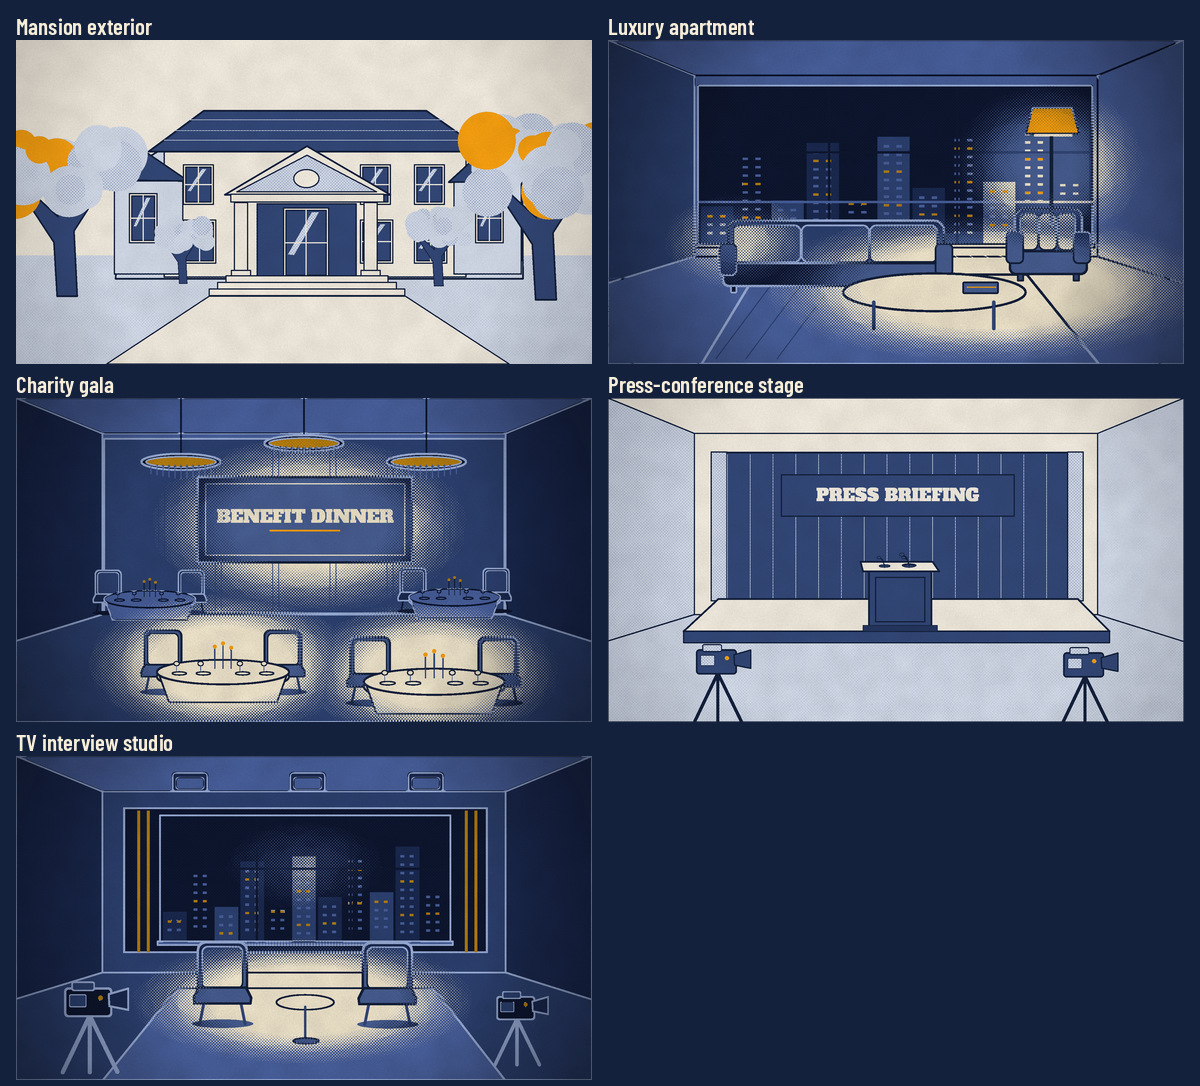 Mansion exterior
Luxury apartment
Charity gala
BENEFIT DINNER
Press-conference stage
PRESS BRIEFING
TV interview studio